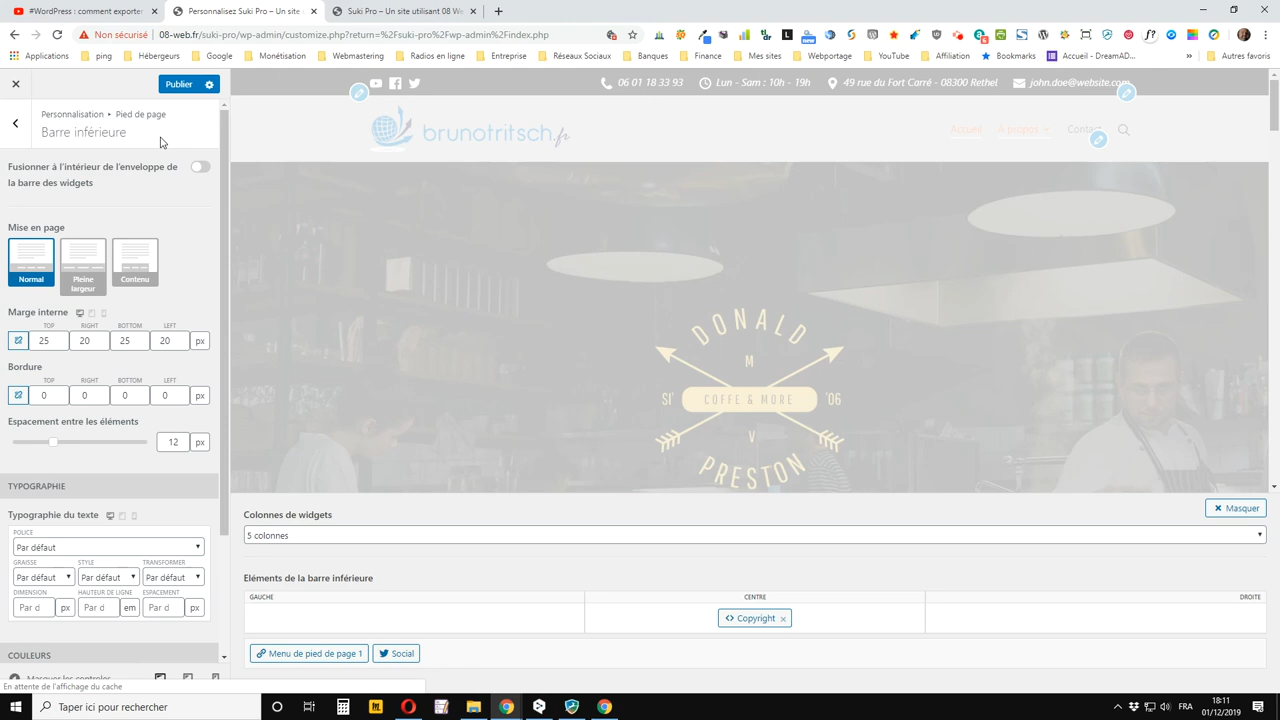 #WordPress : comment exporter
Personnalisez Suki Pro – Un site
Suki Pro – Un site utilisant 08 We
Non sécurisé
08-web.fr/suki-pro/wp-admin/customize.php?return=%2Fsuki-pro%2Fwp-admin%2Findex.php
Applications
ping
Hébergeurs
Google
Monétisation
Webmastering
Radios en ligne
Boutique
Réseaux Sociaux
Banques
Finance
Mes sites
Webportage
YouTube
Affiliation
Bookmarks
Accueil - DreamAD...
Autres favoris
Publier
06 01 18 33 93
Lun - Sam : 10h - 19h
49 rue du Fort Carré - 08300 Rethel
john.doe@website.com
Personnalisation
Pied de page
Barre inférieure
brunotritsch.fr
Accueil
À propos
Contact
Fusionner à l'intérieur de l'enveloppe de
la barre des widgets
Mise en page
Normal
Pleine
largeur
Contenu
Marge interne
TOP RIGHT BOTTOM LEFT
25 20 25 20 px
Bordure
TOP RIGHT BOTTOM LEFT
0 0 0 0 px
Espacement entre les éléments
12 px
DONALD
M
SI' COFFE & MORE '06
V
PRESTON
TYPOGRAPHIE
Typographie du texte
POLICE
Par défaut
GRAISSE STYLE TRANSFORMER
Par défaut Par défaut Par défaut
DIMENSION HAUTEUR DE LIGNE ESPACEMENT
Par d px Par d em Par d px
COULEURS
Masquer les contrôles
En attente de l'affichage du cache
Colonnes de widgets
Masquer
5 colonnes
Eléments de la barre inférieure
GAUCHE CENTRE DROITE
Copyright
Menu de pied de page 1
Social
Taper ici pour rechercher
FRA
18:11
01/12/2019